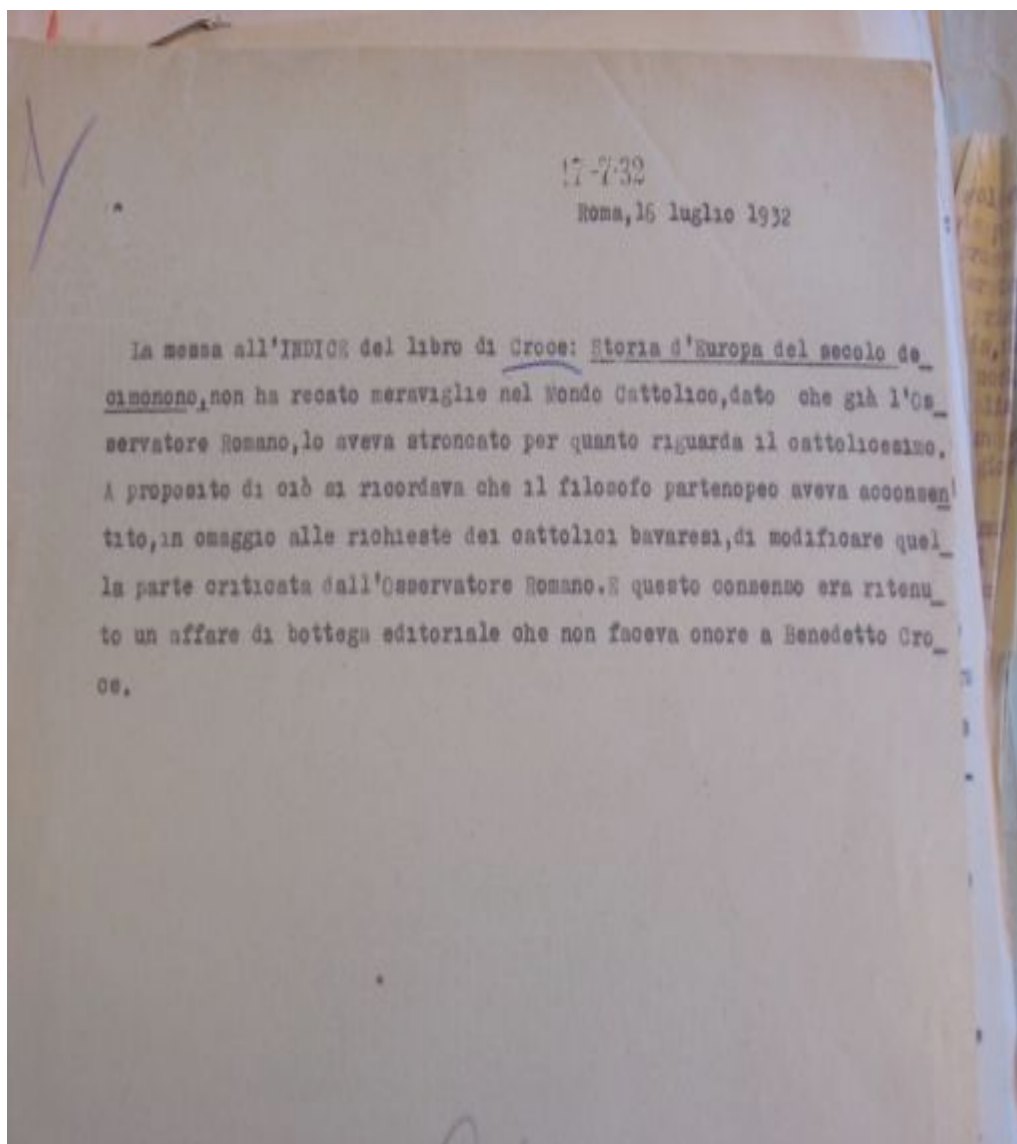 17-7-32
Roma,16 luglio 1932
La messa all'INDICE del libro di Croce: Storia d'Europa del secolo de_
cimonono,non ha recato meraviglie nel Mondo Cattolico,dato che già l'Os_
servatore Romano,lo aveva stroncato per quanto riguarda il cattolicesimo.
A proposito di ciò si ricordava che il filosofo partenopeo aveva acconsen
tito,in omaggio alle richieste dei cattolici bavaresi,di modificare quel_
la parte criticata dall'Osservatore Romano.E questo consenso era ritenu_
to un affare di bottega editoriale che non faceva onore a Benedetto Cro_
ce.